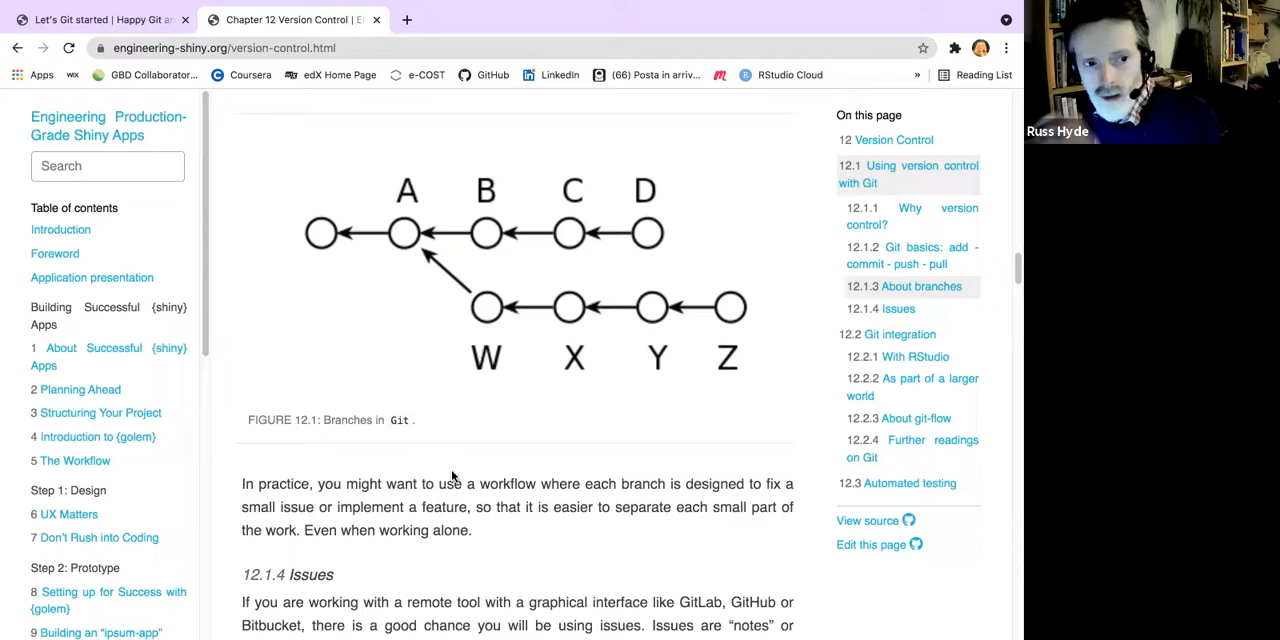 Let's Git started | Happy Git an
Chapter 12 Version Control | E
engineering-shiny.org/version-control.html
Apps
WIX
GBD Collaborator...
Coursera
edX Home Page
e-COST
GitHub
LinkedIn
(66) Posta in arriv...
RStudio Cloud
»
Reading List
Russ Hyde
Engineering Production-
Grade Shiny Apps
Search
Table of contents
Introduction
Foreword
Application presentation
Building Successful {shiny}
Apps
1 About Successful {shiny}
Apps
2 Planning Ahead
3 Structuring Your Project
4 Introduction to {golem}
5 The Workflow
Step 1: Design
6 UX Matters
7 Don't Rush into Coding
Step 2: Prototype
8 Setting up for Success with
{golem}
9 Building an "ipsum-app"
A B C D
W X Y Z
FIGURE 12.1: Branches in Git.
In practice, you might want to use a workflow where each branch is designed to fix a
small issue or implement a feature, so that it is easier to separate each small part of
the work. Even when working alone.
12.1.4 Issues
If you are working with a remote tool with a graphical interface like GitLab, GitHub or
Bitbucket, there is a good chance you will be using issues. Issues are "notes" or
On this page
12 Version Control
12.1 Using version control
with Git
12.1.1 Why version
control?
12.1.2 Git basics: add -
commit - push - pull
12.1.3 About branches
12.1.4 Issues
12.2 Git integration
12.2.1 With RStudio
12.2.2 As part of a larger
world
12.2.3 About git-flow
12.2.4 Further readings
on Git
12.3 Automated testing
View source
Edit this page